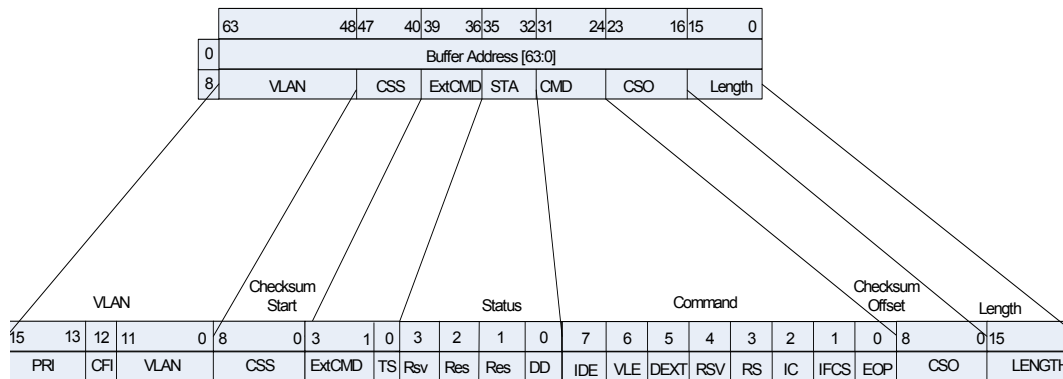 63 48 47 40 39 36 35 32 31 24 23 16 15 0
0 Buffer Address [63:0]
8 VLAN CSS ExtCMD STA CMD CSO Length
VLAN Checksum Start Status Command Checksum Offset Length
15 13 12 11 0 8 0 3 1 0 3 2 1 0 7 6 5 4 3 2 1 0 8 0 15
PRI CFI VLAN CSS ExtCMD TS Rsv Res Res DD IDE VLE DEXT RSV RS IC IFCS EOP CSO